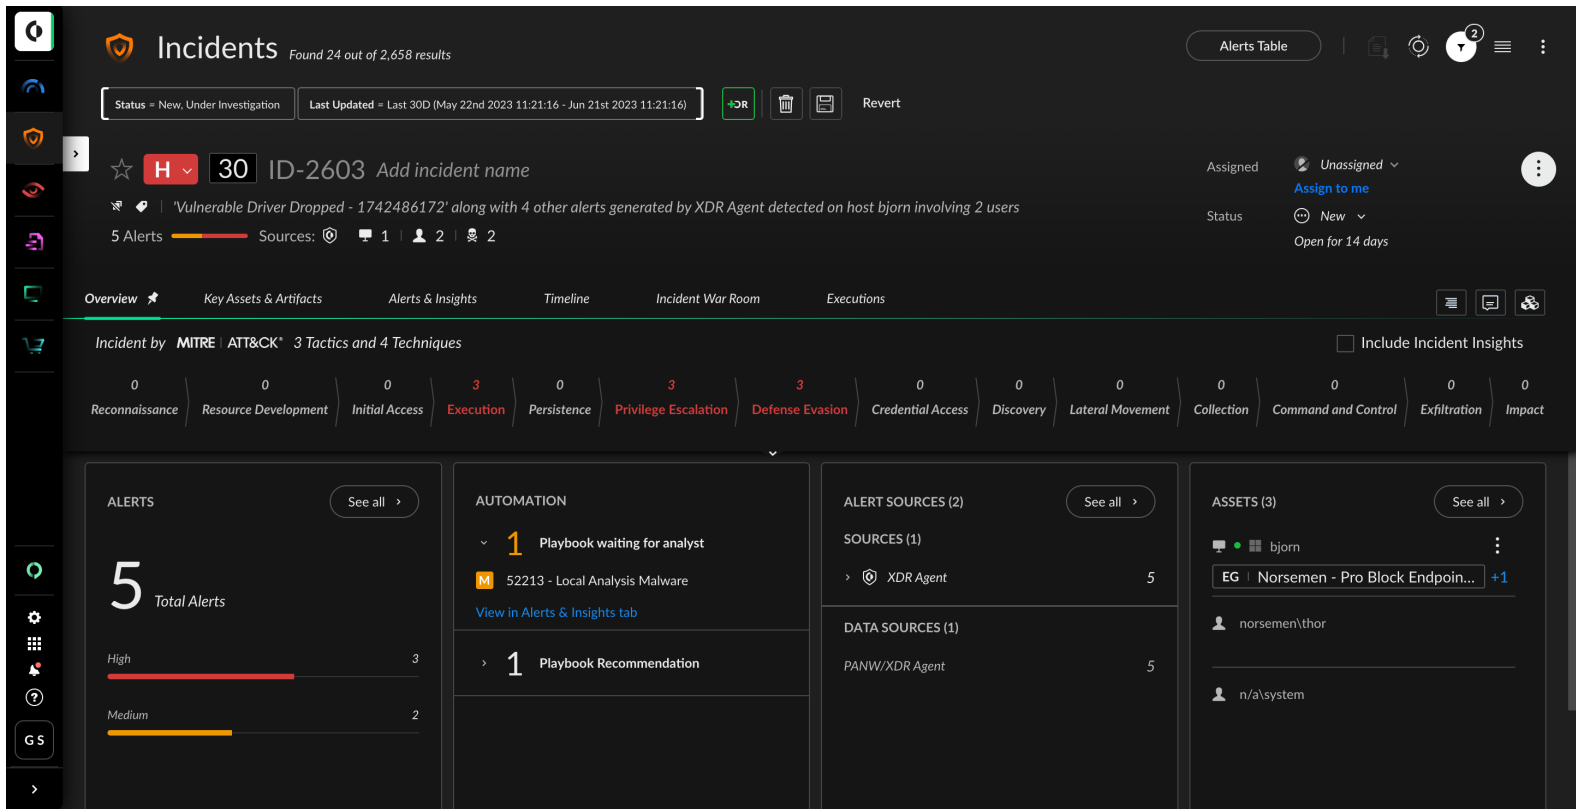 Incidents Found 24 out of 2,658 results
Alerts Table
2
Status = New, Under Investigation
Last Updated = Last 30D (May 22nd 2023 11:21:16 - Jun 21st 2023 11:21:16)
Revert
H 30 ID-2603 Add incident name
Assigned Unassigned
Assign to me
'Vulnerable Driver Dropped - 1742486172' along with 4 other alerts generated by XDR Agent detected on host bjorn involving 2 users
Status New
5 Alerts Sources: 1 2 2
Open for 14 days
Overview Key Assets & Artifacts Alerts & Insights Timeline Incident War Room Executions
Incident by MITRE | ATT&CK® 3 Tactics and 4 Techniques
Include Incident Insights
0 0 0 3 0 3 3 0 0 0 0 0 0 0
Reconnaissance Resource Development Initial Access Execution Persistence Privilege Escalation Defense Evasion Credential Access Discovery Lateral Movement Collection Command and Control Exfiltration Impact
ALERTS
See all
5 Total Alerts
High 3
Medium 2
AUTOMATION
1 Playbook waiting for analyst
M 52213 - Local Analysis Malware
View in Alerts & Insights tab
1 Playbook Recommendation
ALERT SOURCES (2)
See all
SOURCES (1)
XDR Agent 5
DATA SOURCES (1)
PANW/XDR Agent 5
ASSETS (3)
See all
bjorn
EG | Norsemen - Pro Block Endpoin... +1
norsemen\thor
n/a\system
G S